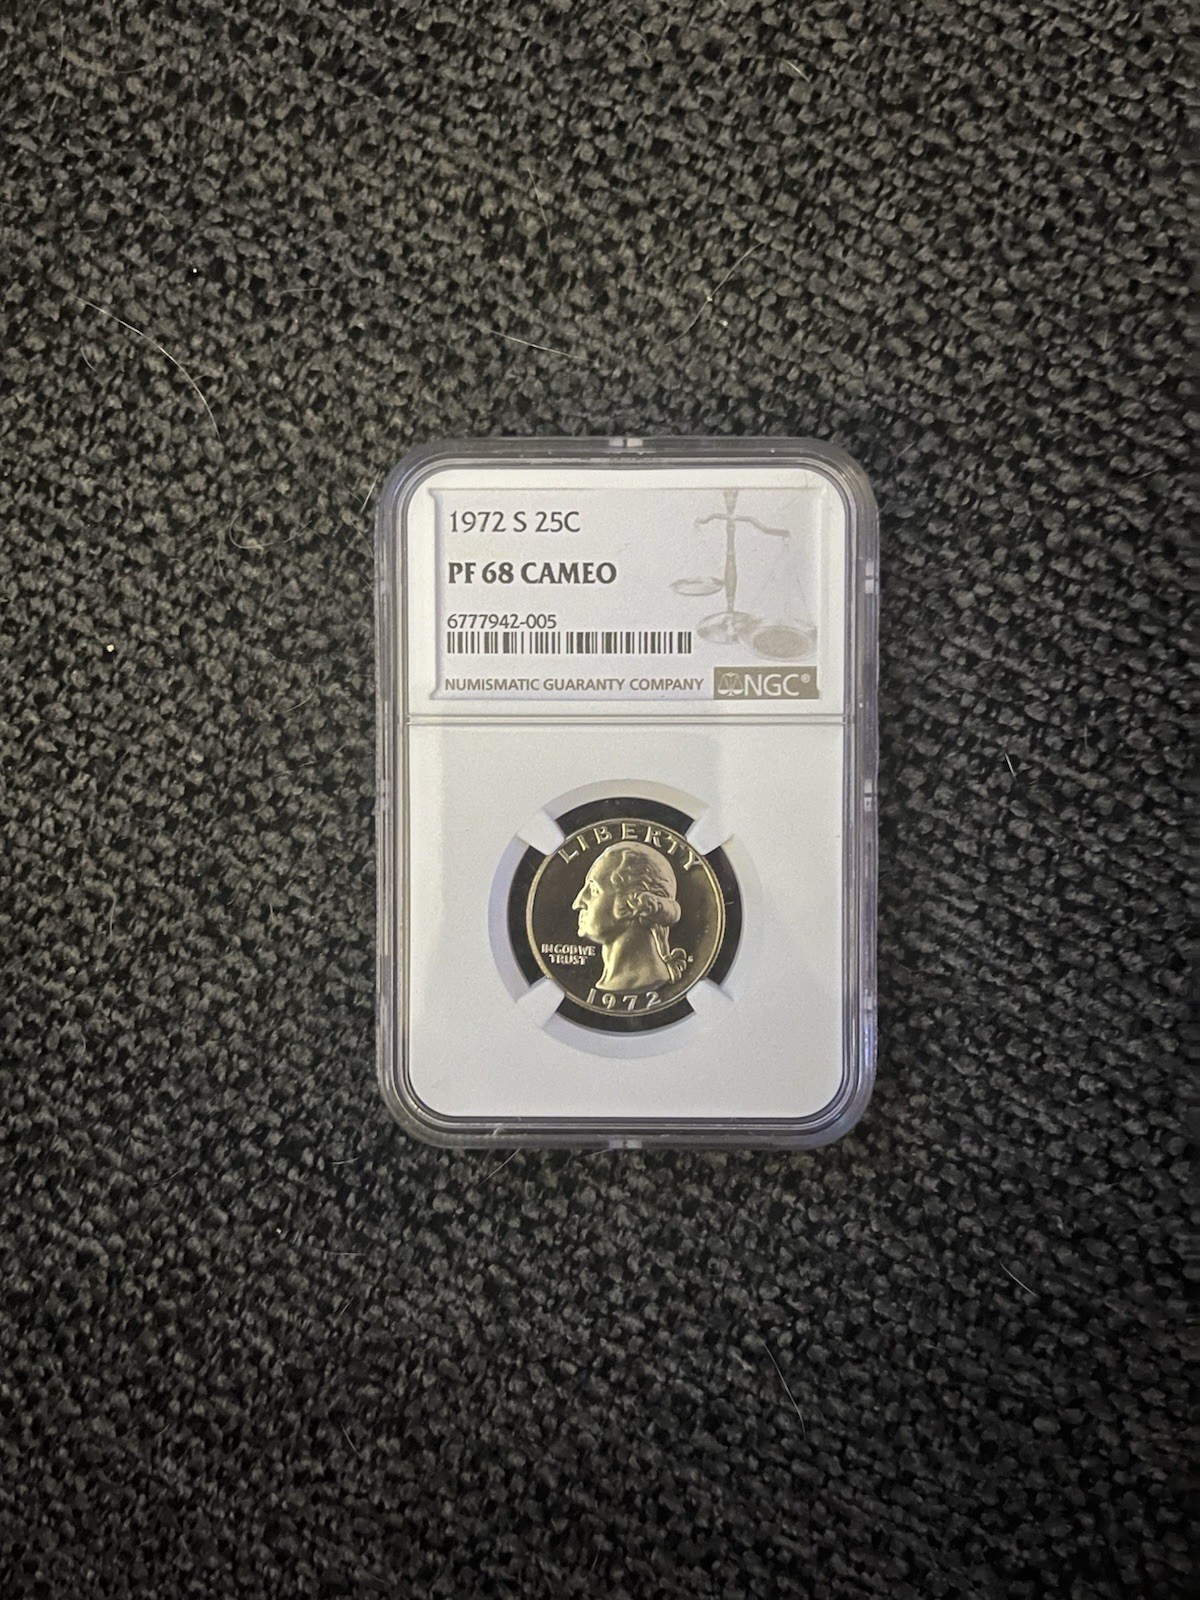 1972 S 25C
PF 68 CAMEO
6777942-005
NUMISMATIC GUARANTY COMPANY NGC®
LIBERTY
IN GOD WE
TRUST
S
1972